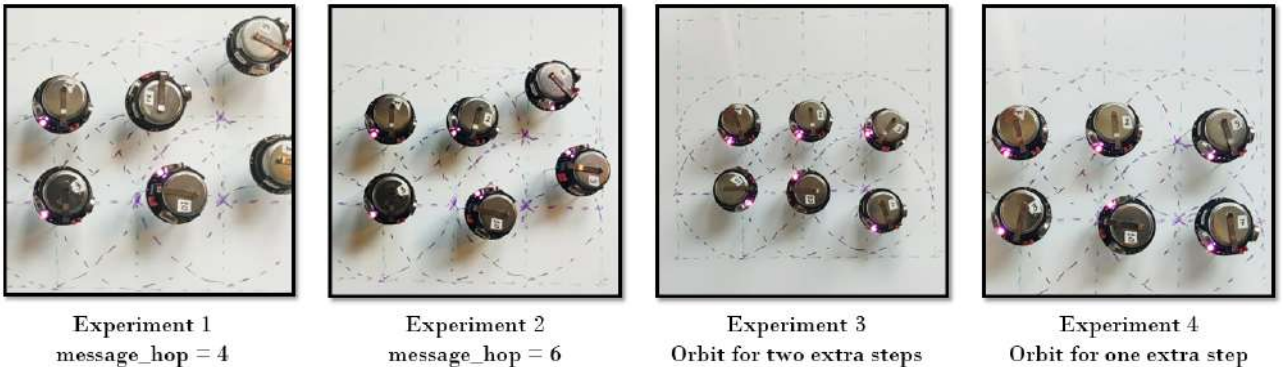 Experiment 1
message_hop = 4
Experiment 2
message_hop = 6
Experiment 3
Orbit for two extra steps
Experiment 4
Orbit for one extra step